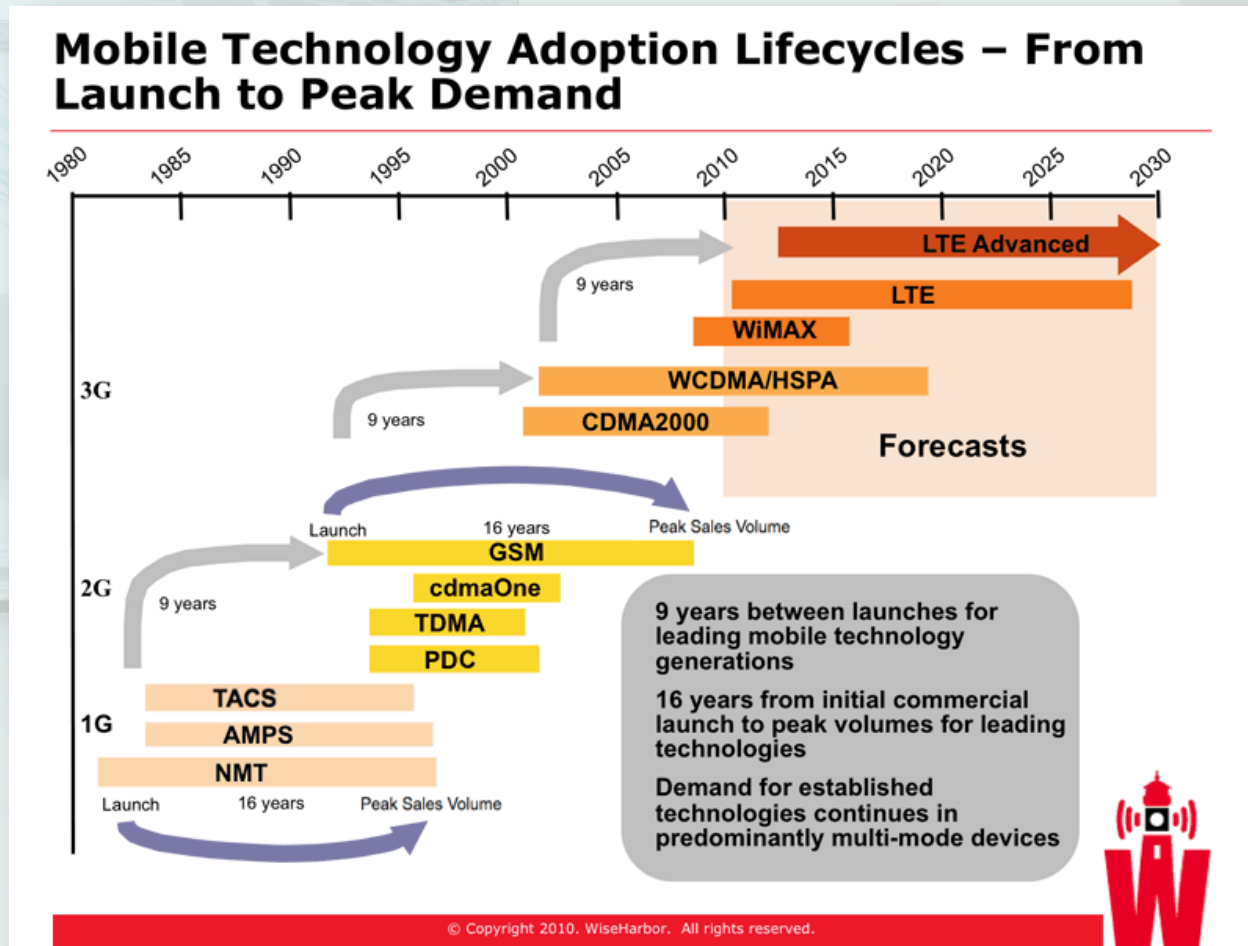 Mobile Technology Adoption Lifecycles – From
Launch to Peak Demand
1980
1985
1990
1995
2000
2005
2010
2015
2020
2025
2030
LTE Advanced
9 years
LTE
WiMAX
3G
WCDMA/HSPA
9 years
CDMA2000
Forecasts
Launch
16 years
Peak Sales Volume
GSM
2G
cdmaOne
9 years
TDMA
PDC
TACS
1G
AMPS
NMT
Launch
16 years
Peak Sales Volume
9 years between launches for
leading mobile technology
generations
16 years from initial commercial
launch to peak volumes for leading
technologies
Demand for established
technologies continues in
predominantly multi-mode devices
W
© Copyright 2010. WiseHarbor. All rights reserved.